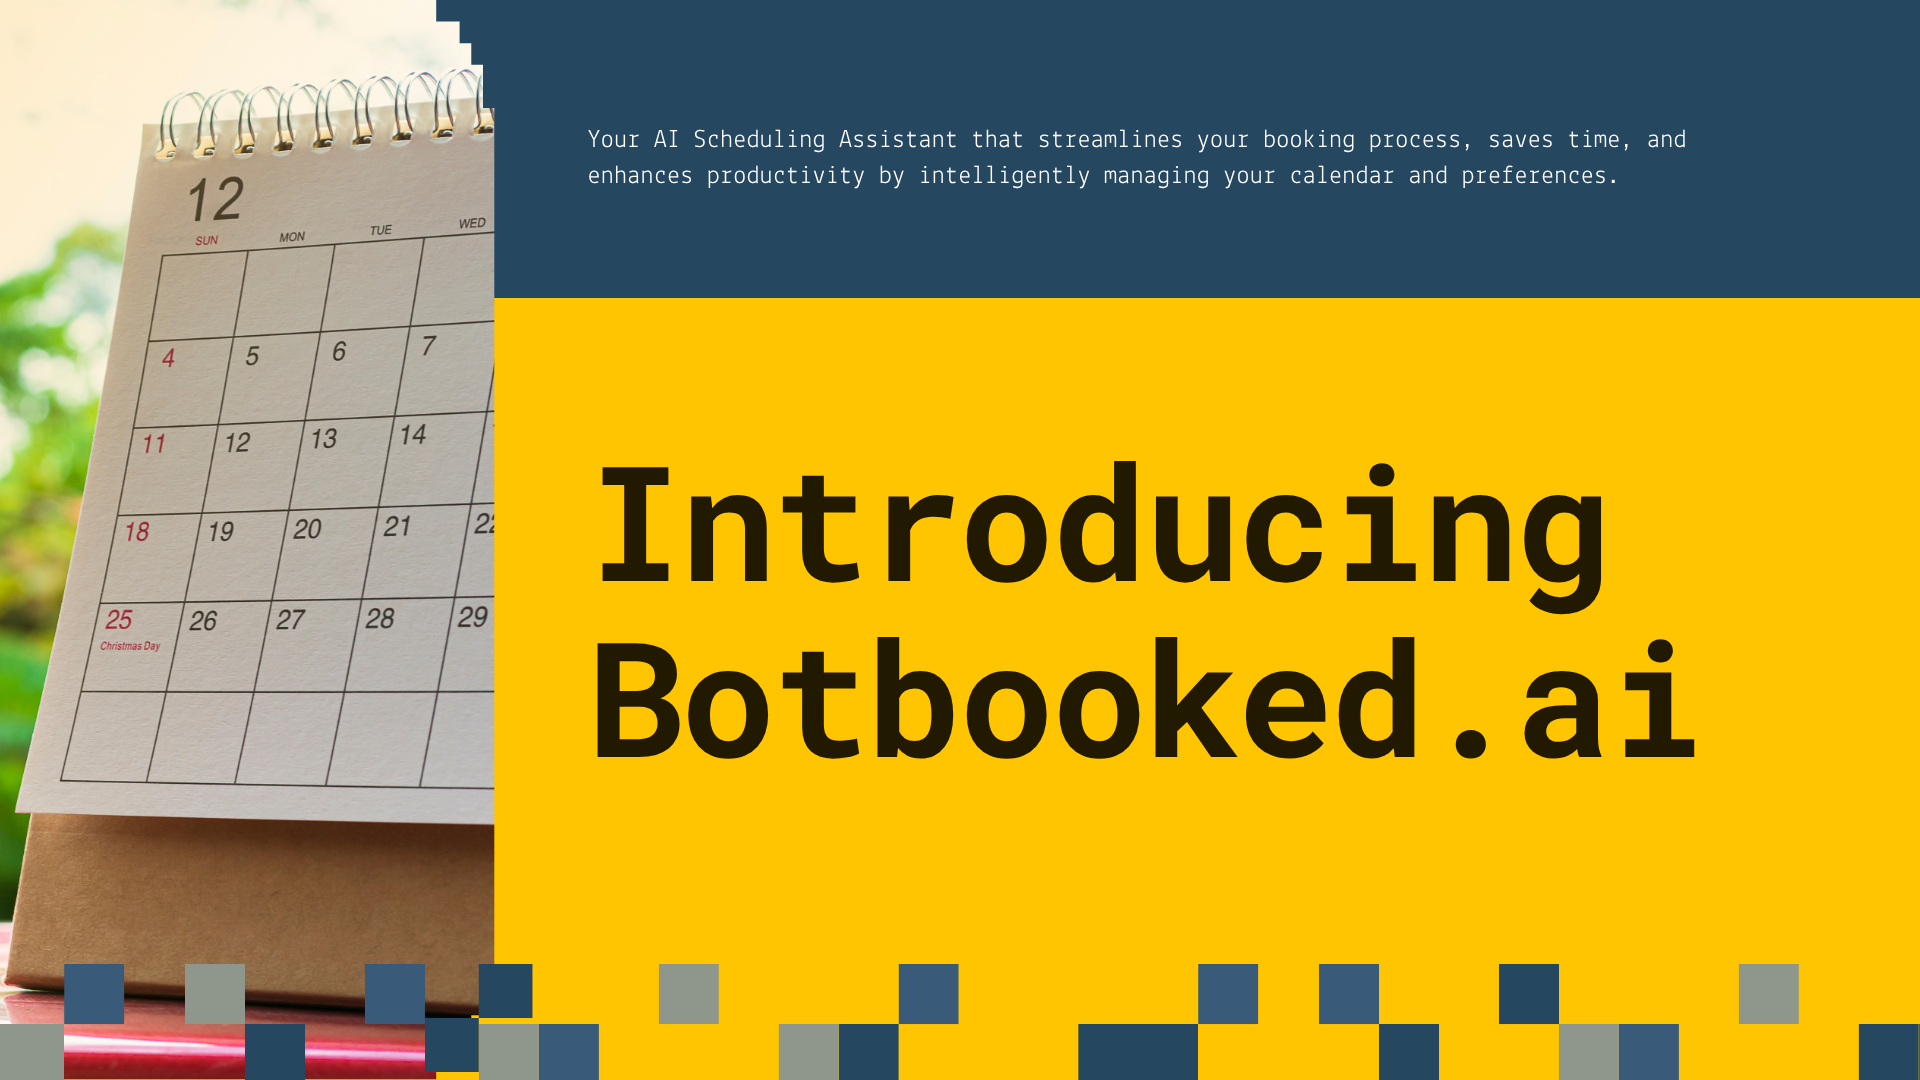 Your AI Scheduling Assistant that streamlines your booking process, saves time, and
enhances productivity by intelligently managing your calendar and preferences.
Introducing
Botbooked.ai
12
SUN MON TUE WED
4 5 6 7
11 12 13 14
18 19 20 21 22
25 26 27 28 29
Christmas Day